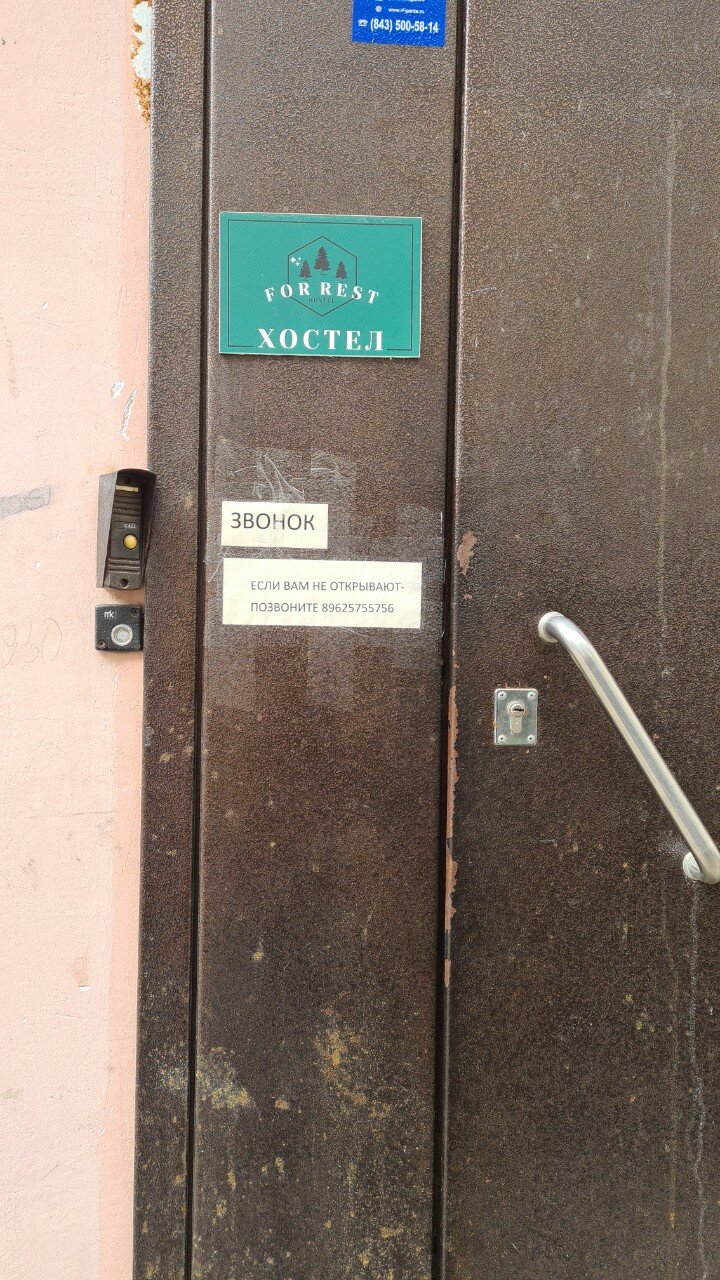 (843) 500-58-14
FOR REST
HOSTEL
ХОСТЕЛ
ЗВОНОК
ЕСЛИ ВАМ НЕ ОТКРЫВАЮТ-
ПОЗВОНИТЕ 89625755756